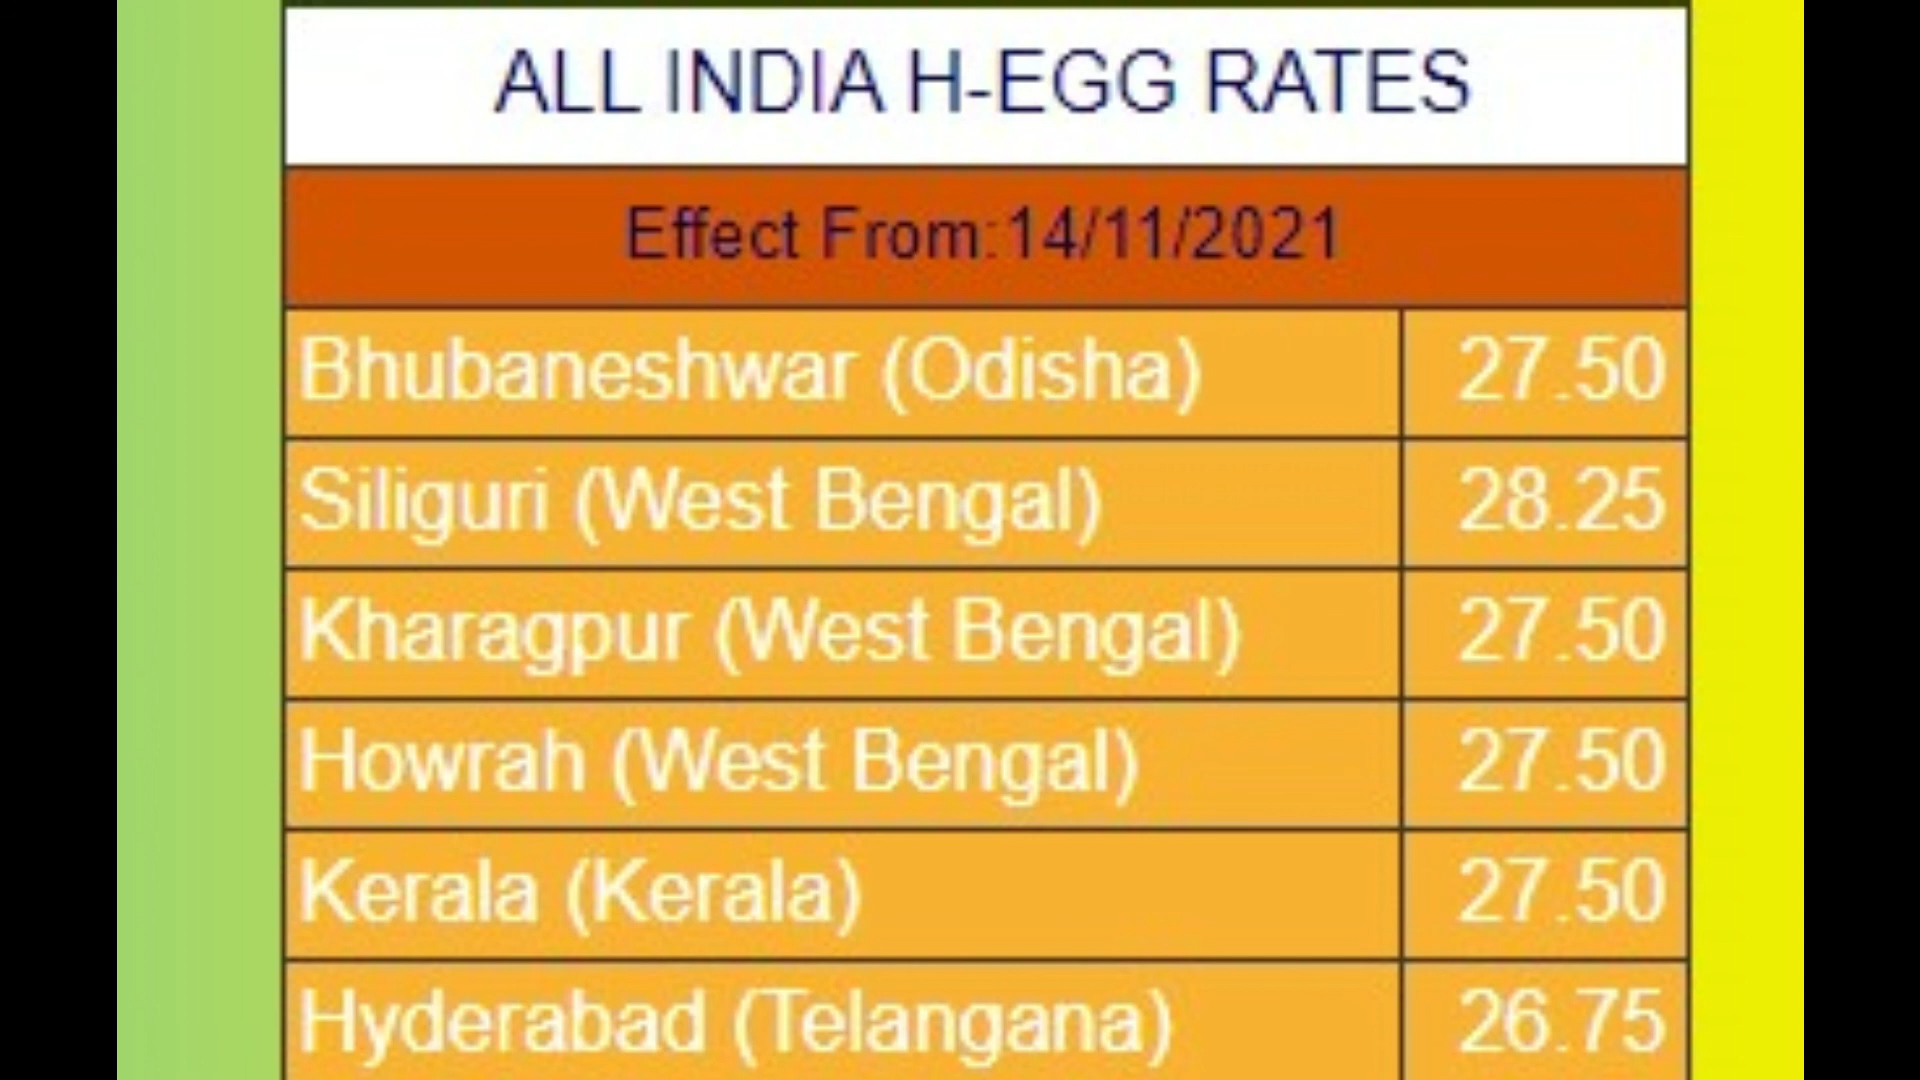 ALL INDIA H-EGG RATES
Effect From:14/11/2021
Bhubaneshwar (Odisha) 27.50
Siliguri (West Bengal) 28.25
Kharagpur (West Bengal) 27.50
Howrah (West Bengal) 27.50
Kerala (Kerala) 27.50
Hyderabad (Telangana) 26.75